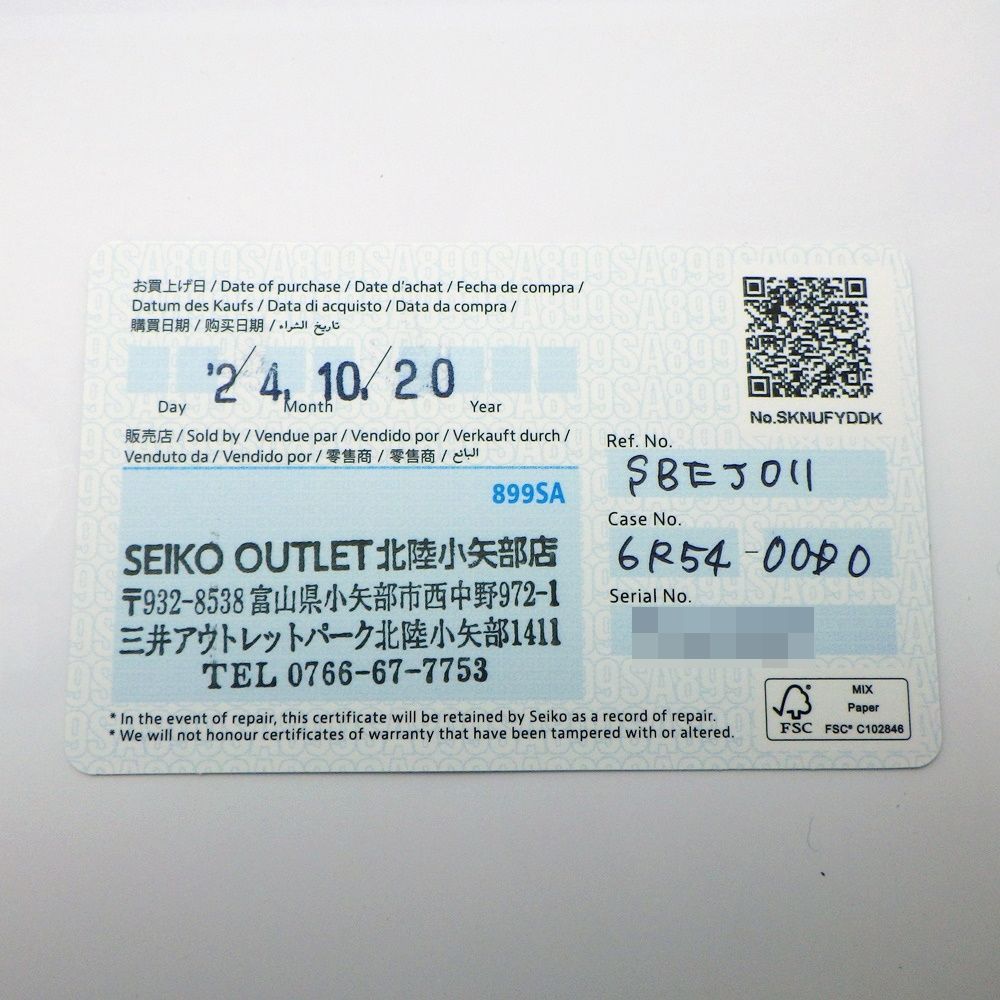 お買上げ日 / Date of purchase / Date d'achat / Fecha de compra /
Datum des Kaufs / Data di acquisto / Data da compra /
購買日期 / 购买日期 / تاريخ الشراء
'24. 10. 20
Day Month Year
販売店 / Sold by / Vendue par / Vendido por / Verkauft durch /
Venduto da / Vendido por / 零售商 / 零售商 / البائع
899SA
SEIKO OUTLET北陸小矢部店
〒932-8538 富山県小矢部市西中野972-1
三井アウトレットパーク北陸小矢部1411
TEL 0766-67-7753
* In the event of repair, this certificate will be retained by Seiko as a record of repair.
* We will not honour certificates of warranty that have been tampered with or altered.
No.SKNUFYDDK
Ref. No.
SBEJ011
Case No.
6R54-00D0
Serial No.
FSC
MIX
Paper
FSC® C102846